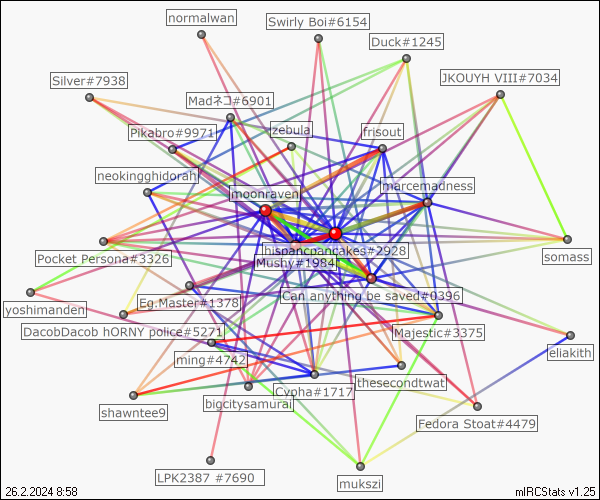 normalwan
Swirly Boi#6154
Duck#1245
JKOUYH VIII#7034
Silver#7938
Madネコ#6901
Pikabro#9971
zebula
frisout
neokingghidorah
moonraven
marcemadness
hispancpancakes#2928
Mushy#1984
Pocket Persona#3326
somass
Can anything be saved#0396
yoshimanden
Eg.Master#1378
DacobDacob hORNY police#5271
Majestic#3375
eliakith
ming#4742
thesecondtwat
Cypha#1717
bigcitysamurai
shawntee9
Fedora Stoat#4479
LPK2387 #7690
mukszi
26.2.2024 8:58
mIRCStats v1.25